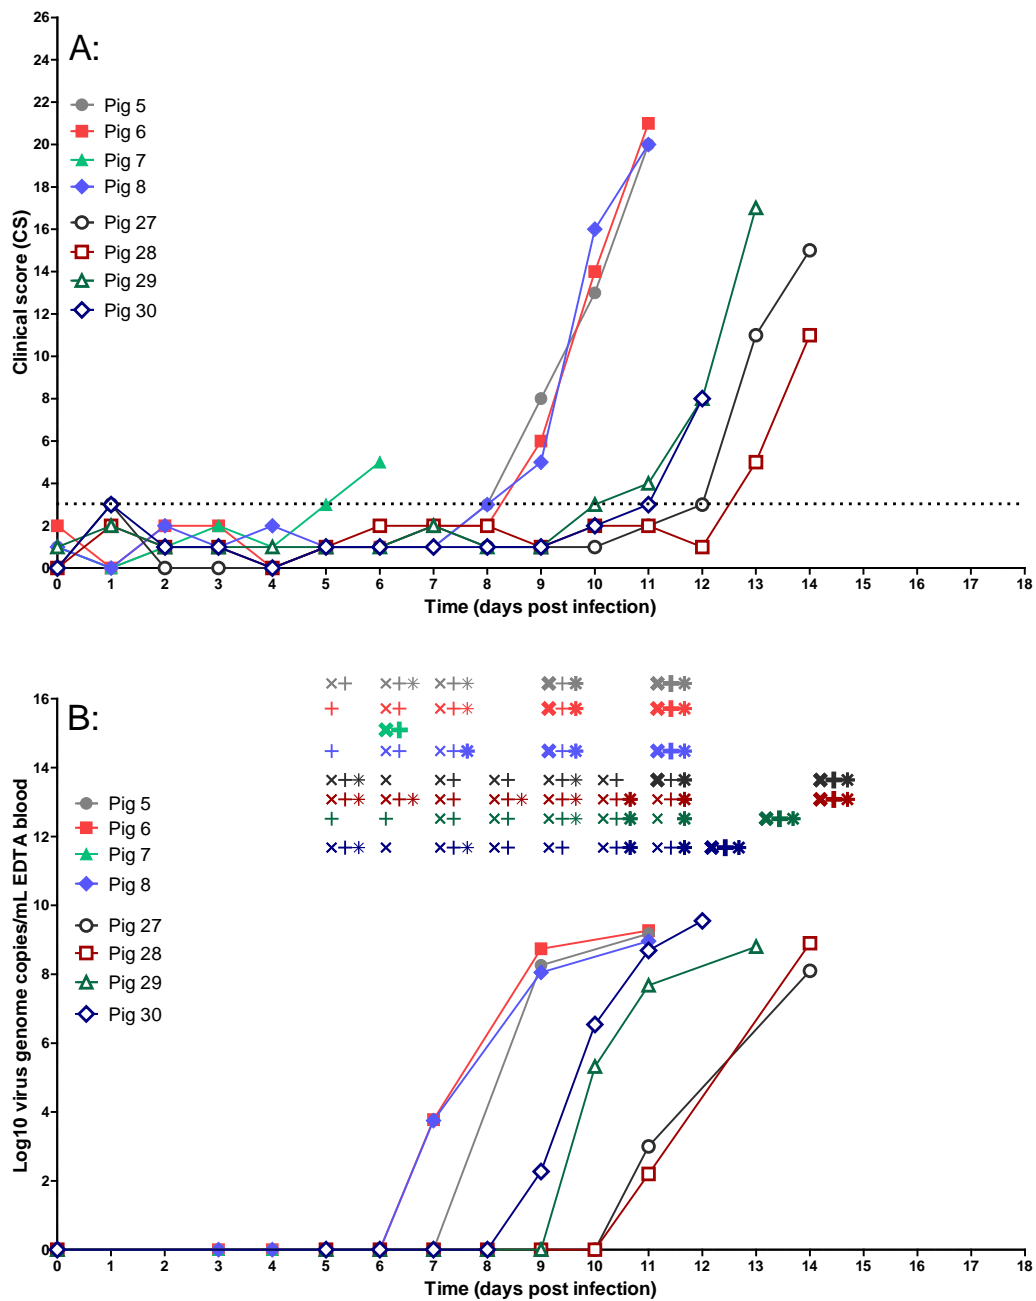 26
24
22
20
18
16
14
12
10
8
6
4
2
0
Clinical score (CS)
A:
Pig 5
Pig 6
Pig 7
Pig 8
Pig 27
Pig 28
Pig 29
Pig 30
0 1 2 3 4 5 6 7 8 9 10 11 12 13 14 15 16 17 18
Time (days post infection)
16
14
12
10
8
6
4
2
0
Log10 virus genome copies/mL EDTA blood
B:
Pig 5
Pig 6
Pig 7
Pig 8
Pig 27
Pig 28
Pig 29
Pig 30
0 1 2 3 4 5 6 7 8 9 10 11 12 13 14 15 16 17 18
Time (days post infection)